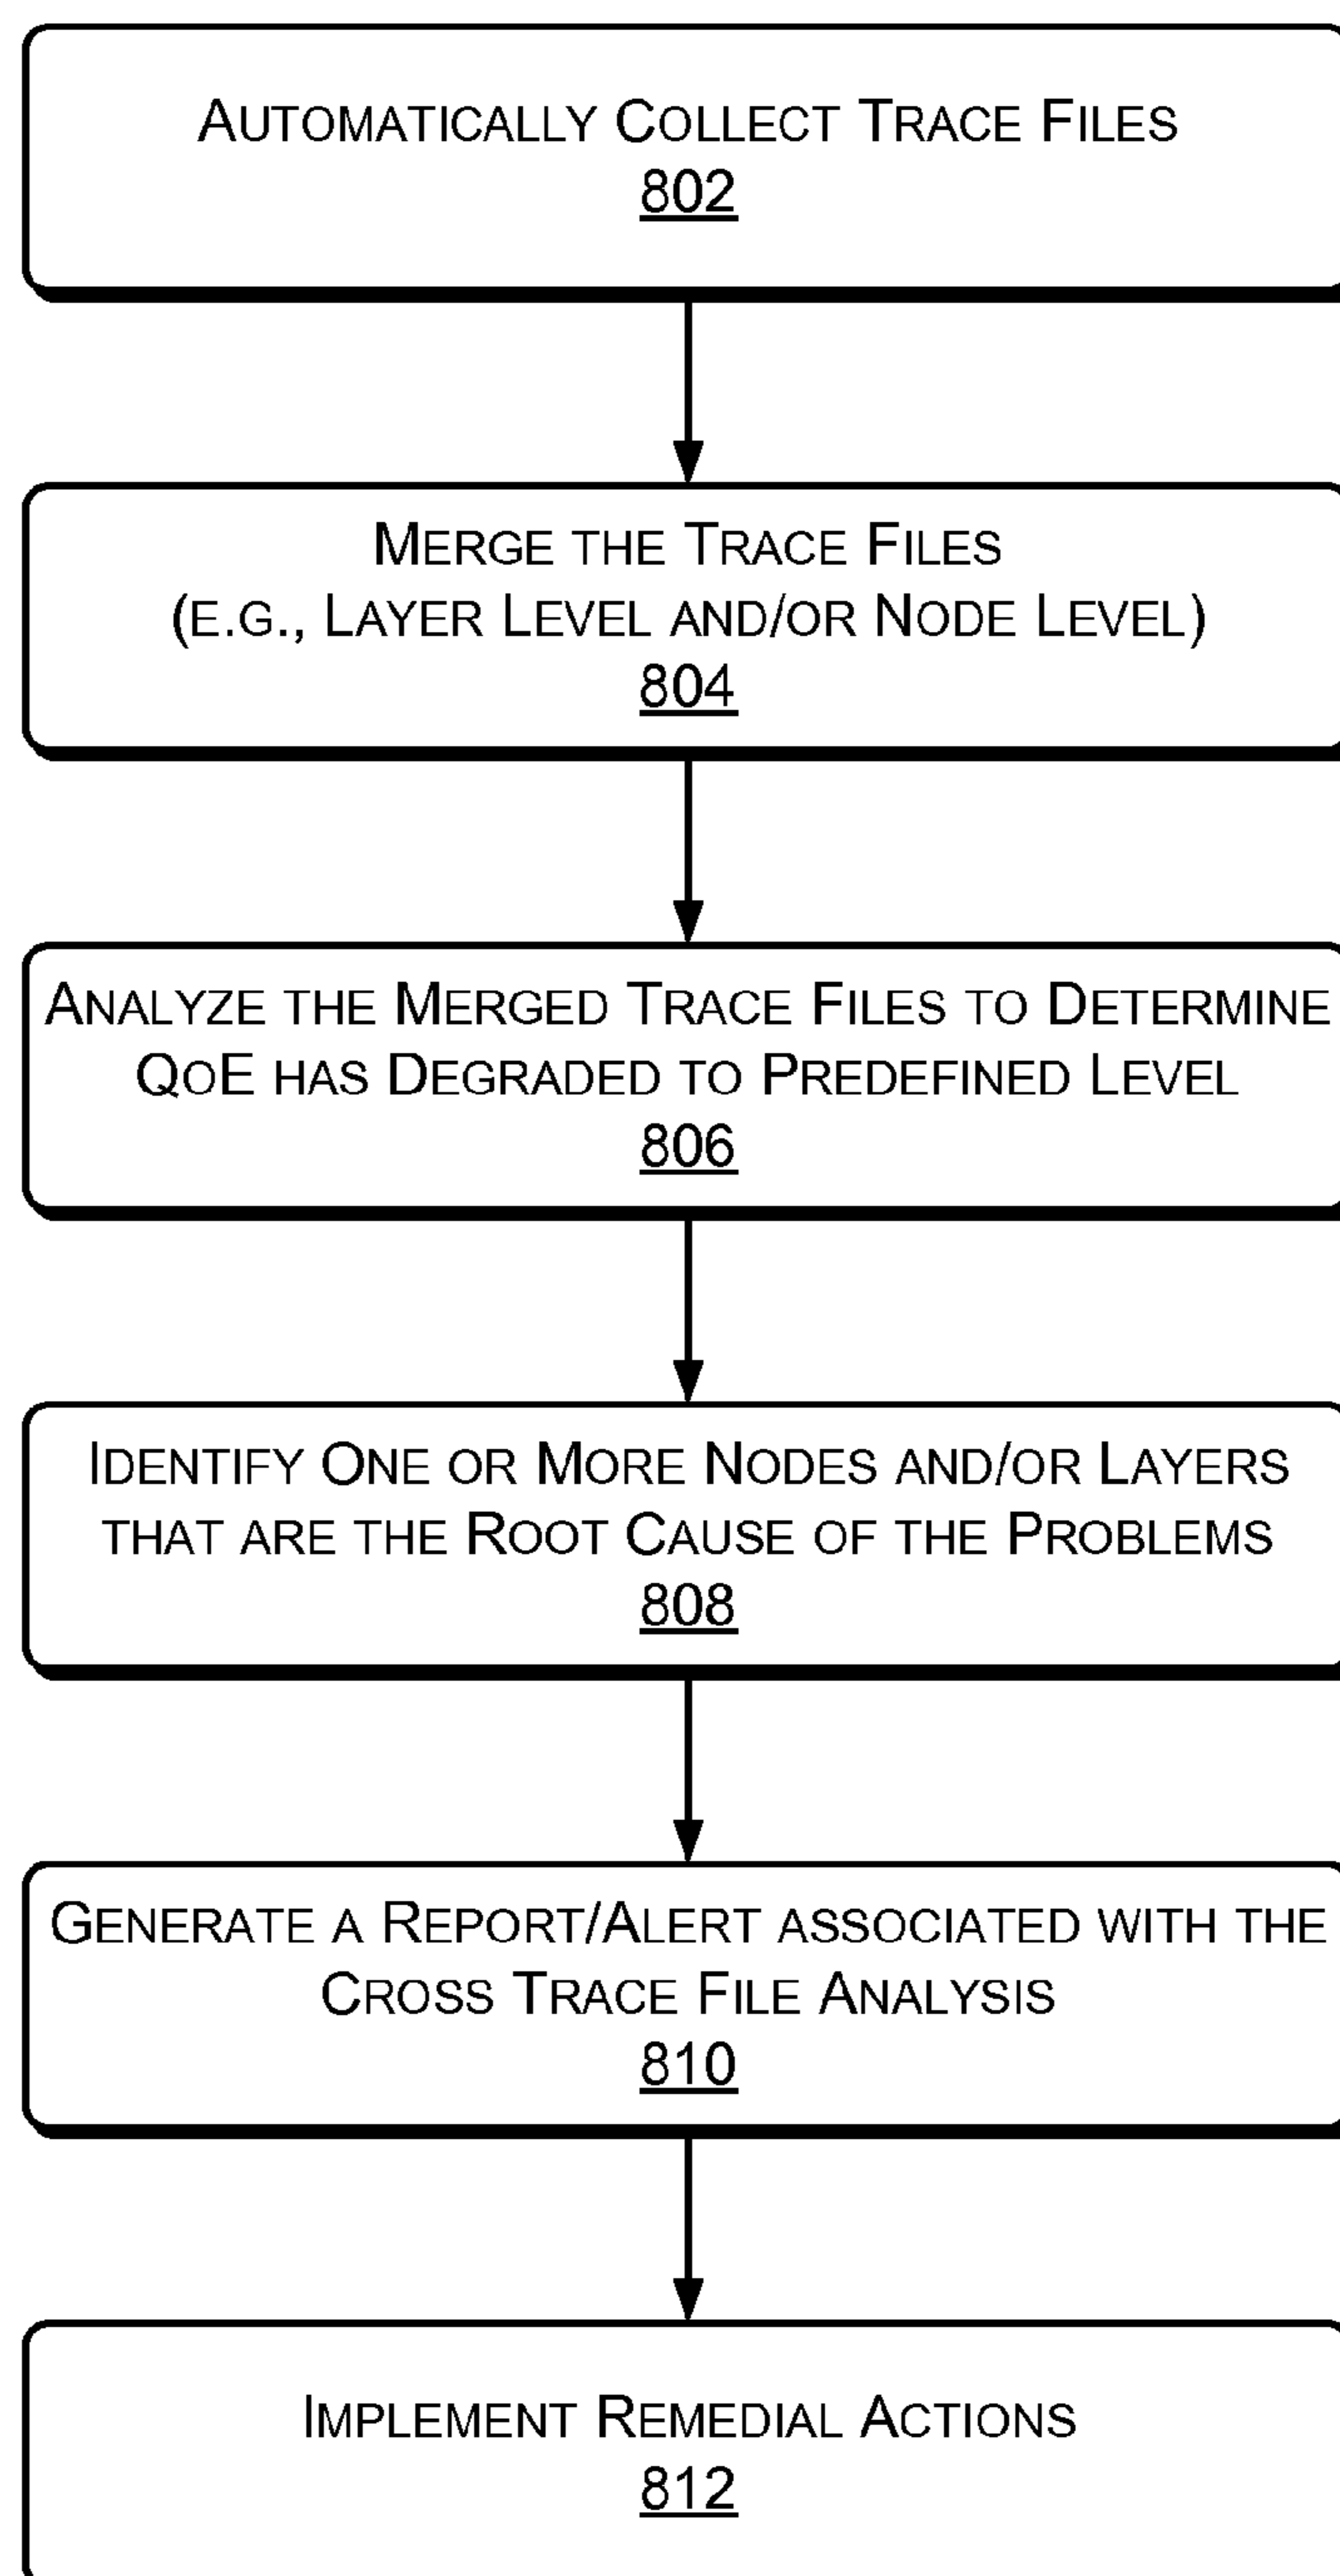 AUTOMATICALLY COLLECT TRACE FILES
802
MERGE THE TRACE FILES
(E.G., LAYER LEVEL AND/OR NODE LEVEL)
804
ANALYZE THE MERGED TRACE FILES TO DETERMINE
QOE HAS DEGRADED TO PREDEFINED LEVEL
806
IDENTIFY ONE OR MORE NODES AND/OR LAYERS
THAT ARE THE ROOT CAUSE OF THE PROBLEMS
808
GENERATE A REPORT/ALERT ASSOCIATED WITH THE
CROSS TRACE FILE ANALYSIS
810
IMPLEMENT REMEDIAL ACTIONS
812